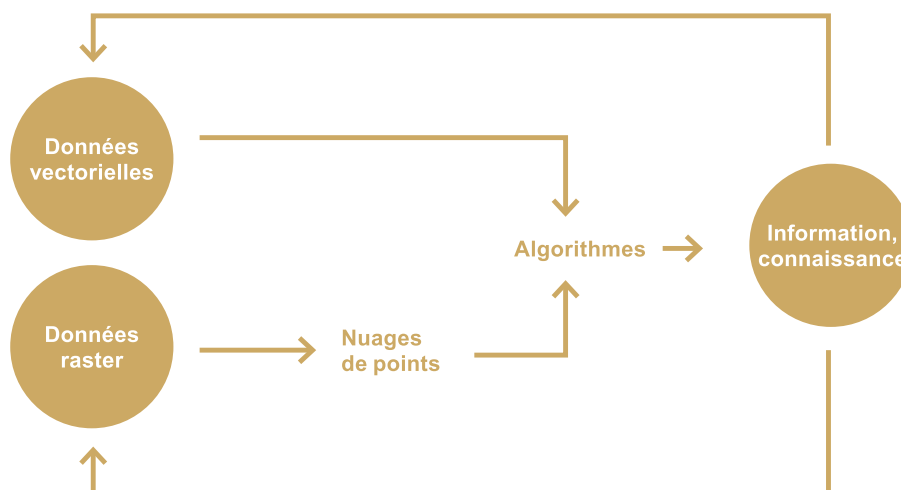 Données
vectorielles
Algorithmes
Information,
connaissance
Données
raster
Nuages
de points